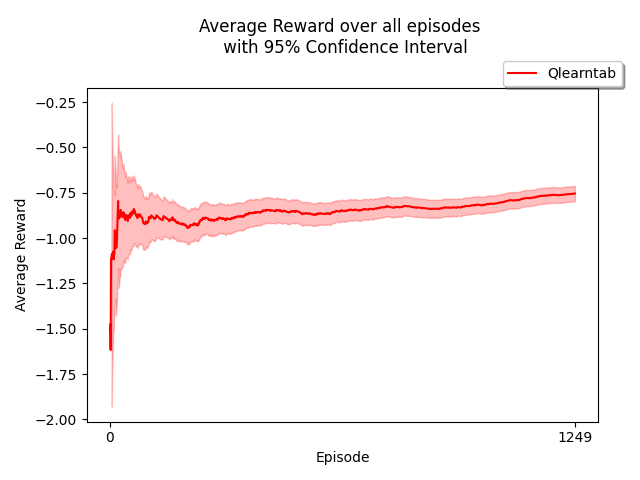 Average Reward over all episodes
with 95% Confidence Interval
Qlearntab
−0.25
−0.50
−0.75
−1.00
−1.25
−1.50
−1.75
−2.00
Average Reward
0
1249
Episode